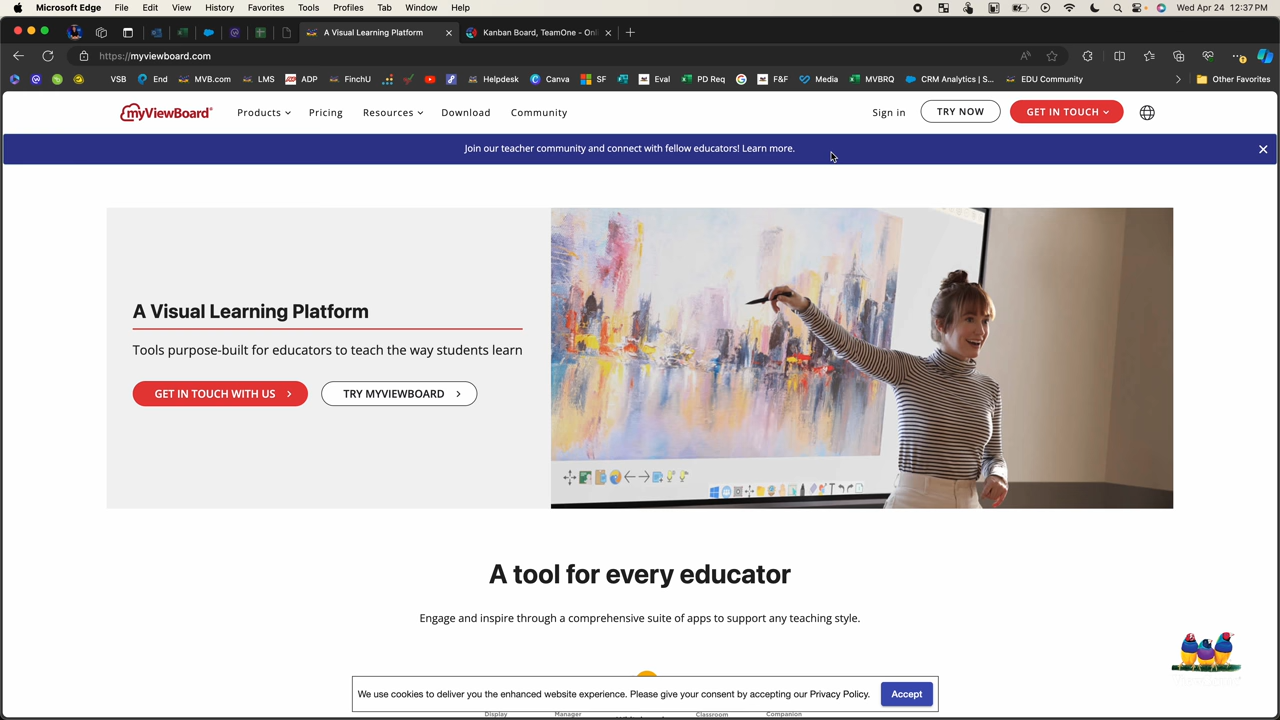 Microsoft Edge File Edit View History Favorites Tools Profiles Tab Window Help Wed Apr 24 12:37 PM
A Visual Learning Platform Kanban Board, TeamOne - Onli
https://myviewboard.com
VSB End MVB.com LMS ADP FinchU Helpdesk Canva SF Eval PD Req F&F Media MVBRQ CRM Analytics | S... EDU Community Other Favorites
myViewBoard Products Pricing Resources Download Community Sign in TRY NOW GET IN TOUCH
Join our teacher community and connect with fellow educators! Learn more.
A Visual Learning Platform
Tools purpose-built for educators to teach the way students learn
GET IN TOUCH WITH US TRY MYVIEWBOARD
A tool for every educator
Engage and inspire through a comprehensive suite of apps to support any teaching style.
We use cookies to deliver you the enhanced website experience. Please give your consent by accepting our Privacy Policy. Accept
Display Manager Classroom Companion